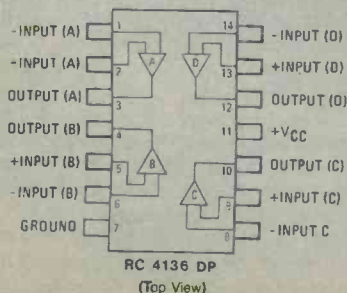 -INPUT (A) 1 14 -INPUT (D)
-INPUT (A) 2 A D 13 +INPUT (D)
OUTPUT (A) 3 12 OUTPUT (D)
OUTPUT (B) 4 11 +VCC
+INPUT (B) 5 B 10 OUTPUT (C)
-INPUT (B) 6 C 9 +INPUT (C)
GROUND 7 8 -INPUT C
RC 4136 DP
(Top View)